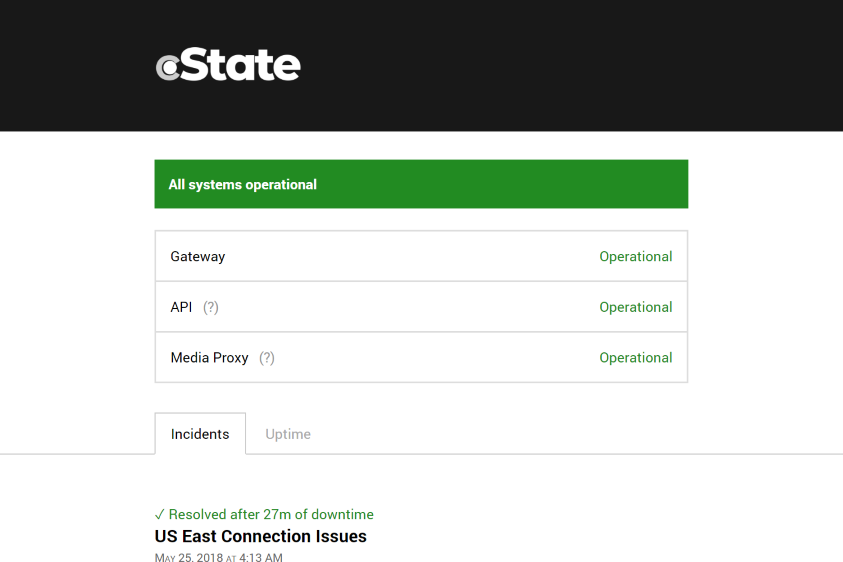 cState
All systems operational
Gateway Operational
API (?) Operational
Media Proxy (?) Operational
Incidents Uptime
✓ Resolved after 27m of downtime
US East Connection Issues
May 25, 2018 at 4:13 AM